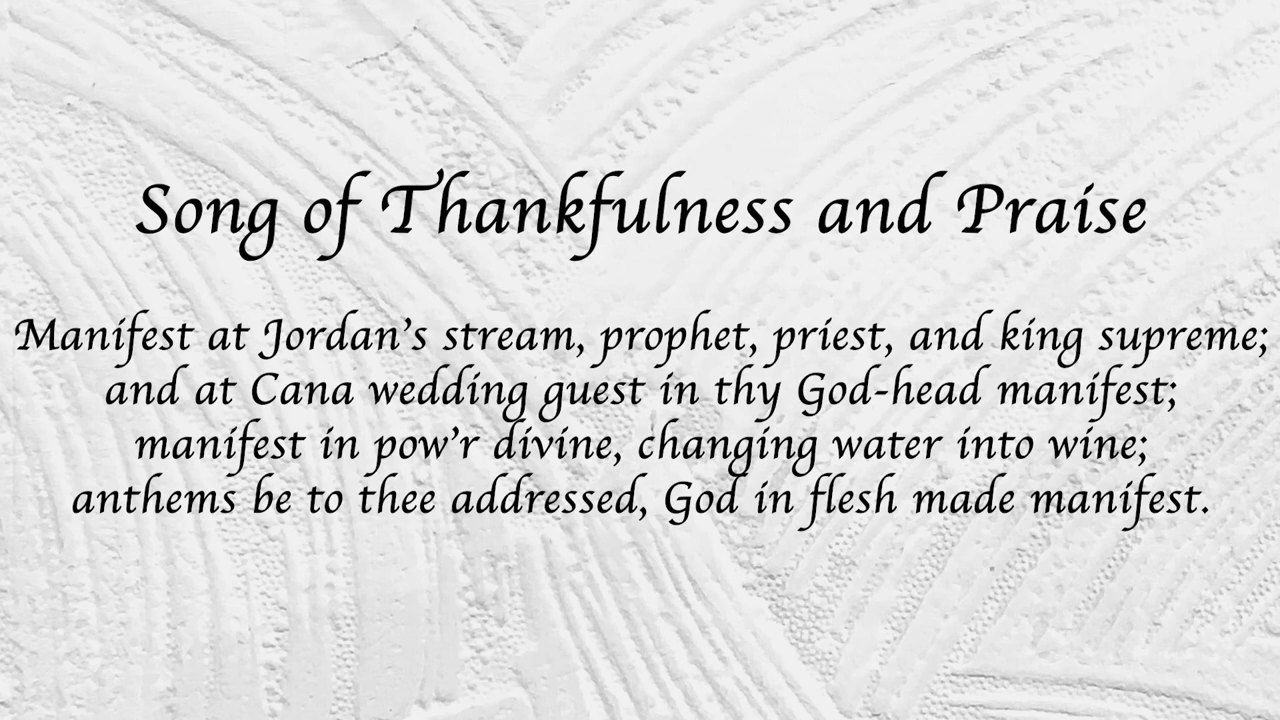 Song of Thankfulness and Praise
Manifest at Jordan's stream, prophet, priest, and king supreme;
and at Cana wedding guest in thy God-head manifest;
manifest in pow'r divine, changing water into wine;
anthems be to thee addressed, God in flesh made manifest.